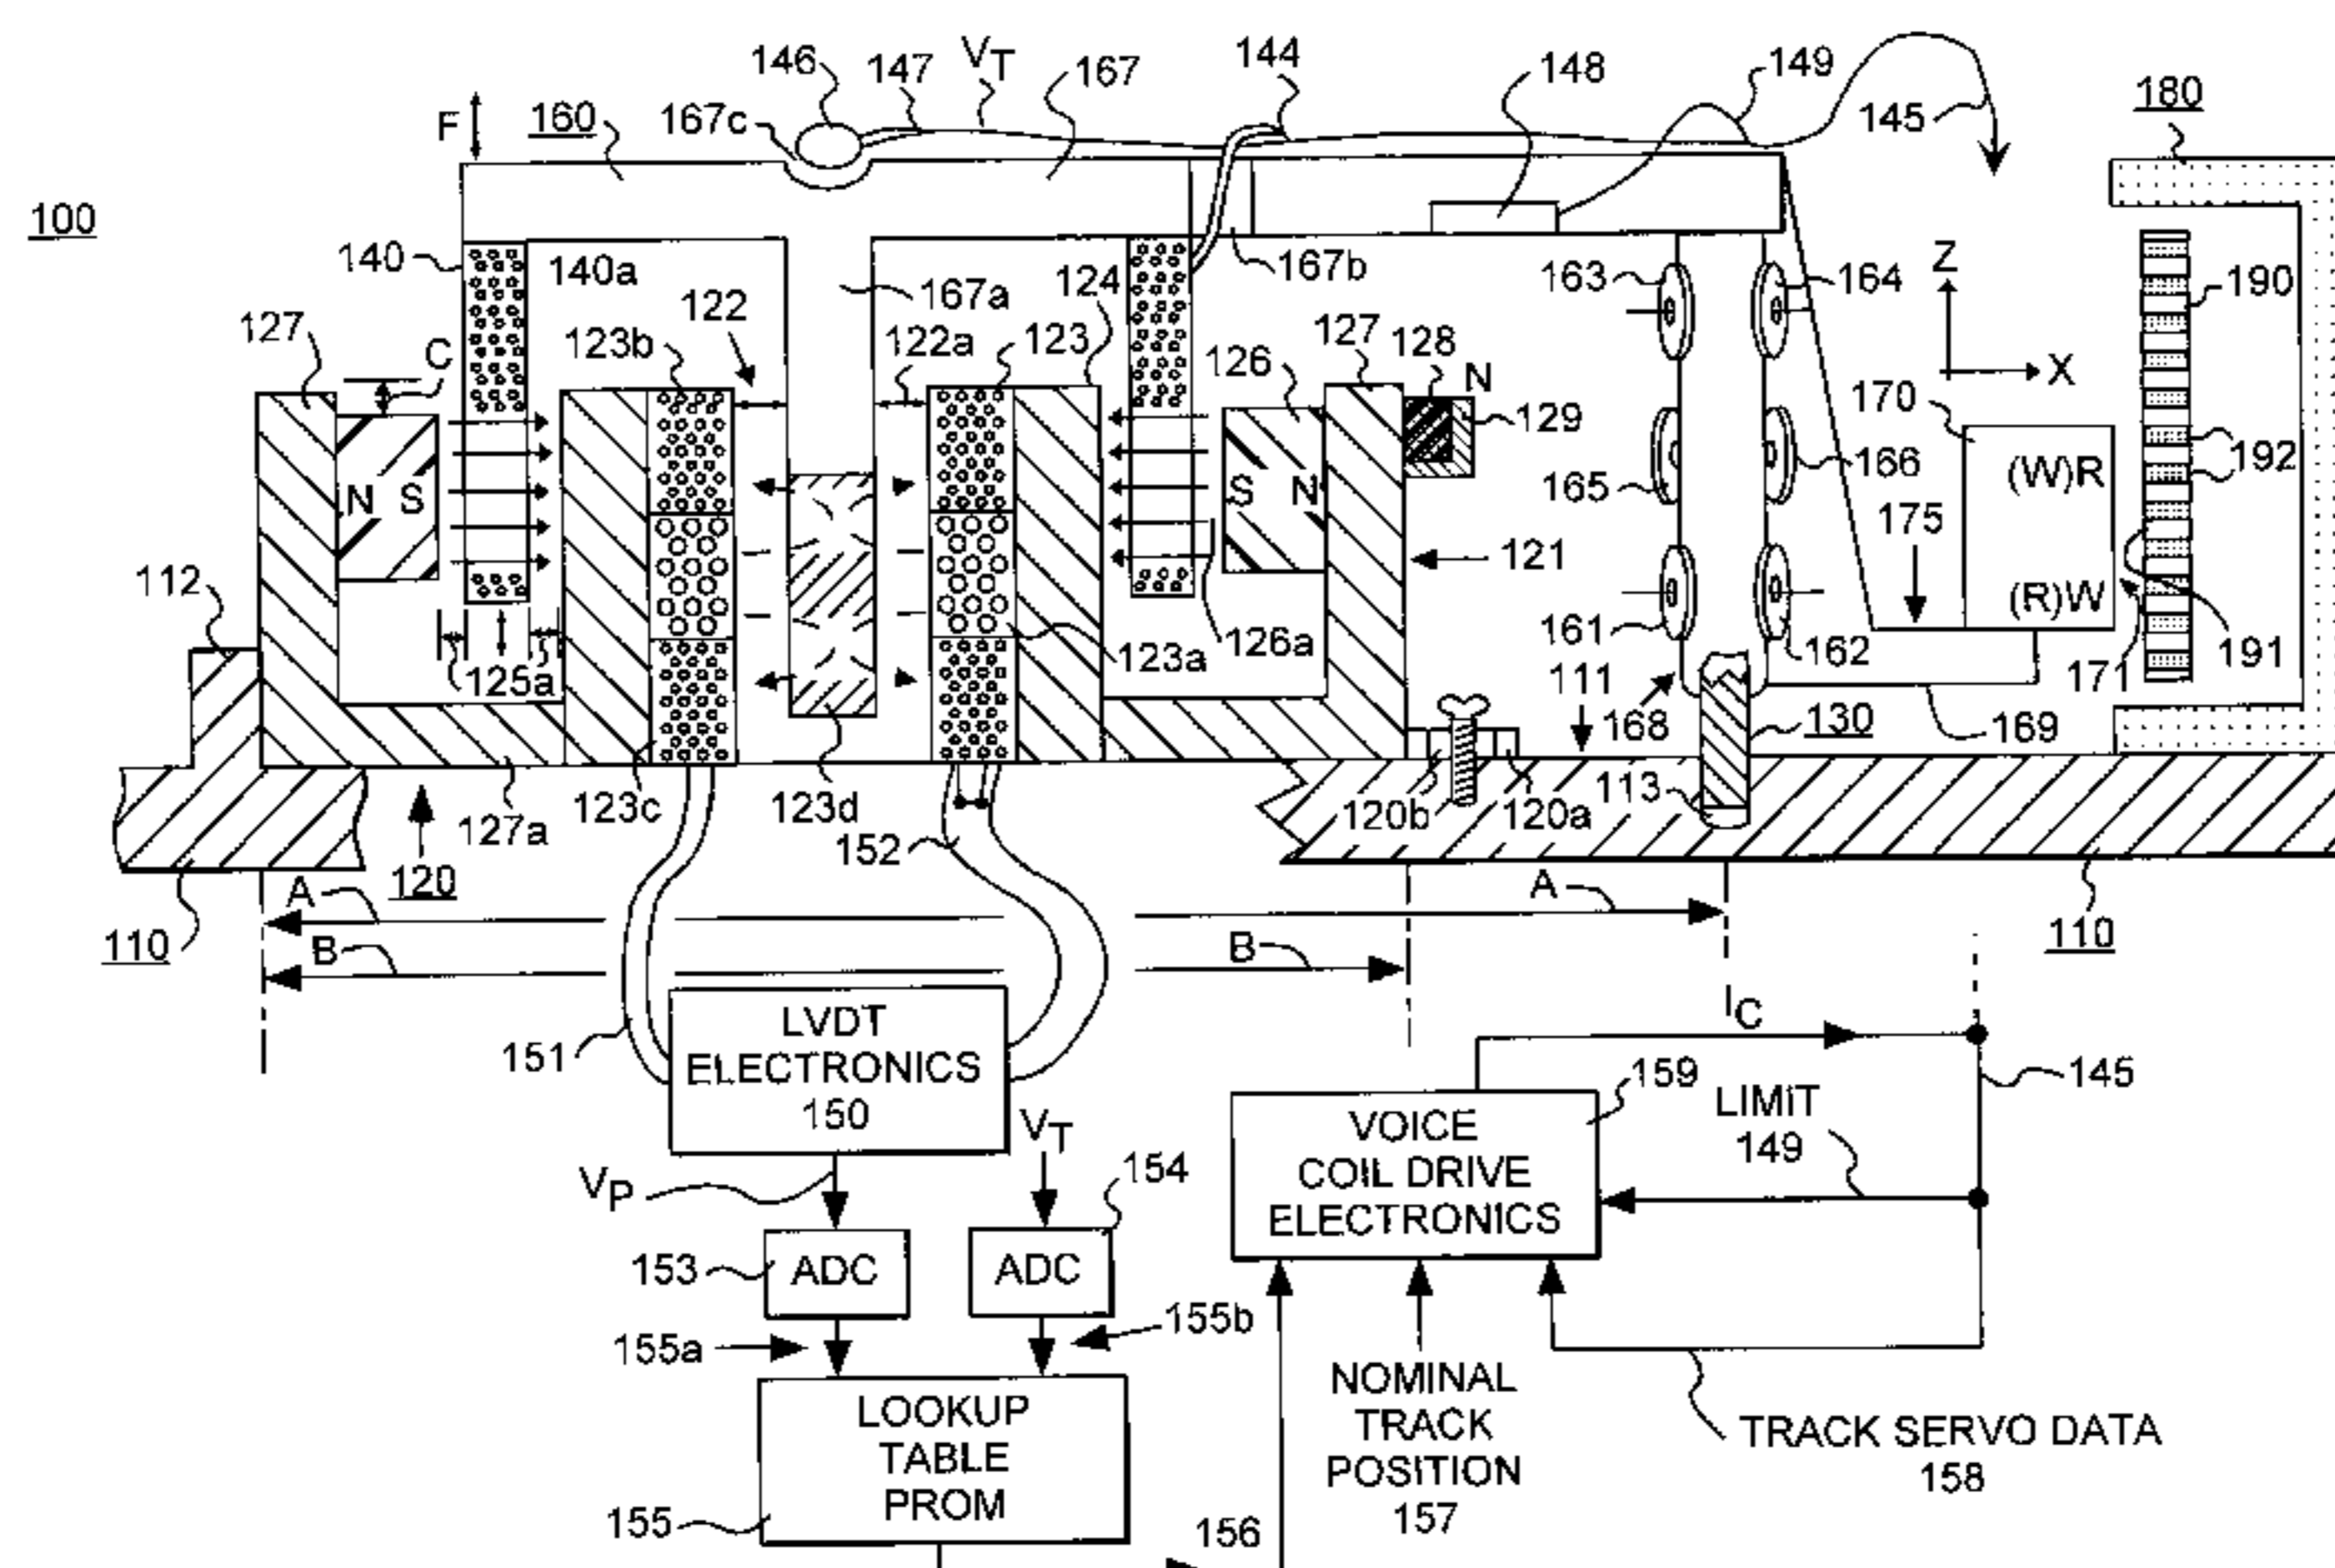 146
147
VT
167
144
148
149
145
180
F
160
167c
100
140
140a
122
167a
124
167b
163
Z
164
190
127
C
123b
122a
123
126
127
128
N
129
X
170
N S
S N
165
166
(W)R
192
175
121
112
125a
123a
126a
161
162
(R)W
171
191
111
168
130
169
123c
123d
152
120b
120a
113
127a
120
110
A
A
B
B
110
151
LVDT
ELECTRONICS
150
IC
159
145
LIMIT
149
VP
VT
154
VOICE
COIL DRIVE
ELECTRONICS
153
ADC
ADC
155a
155b
NOMINAL
TRACK
POSITION
157
TRACK SERVO DATA
158
LOOKUP
TABLE
PROM
155
156